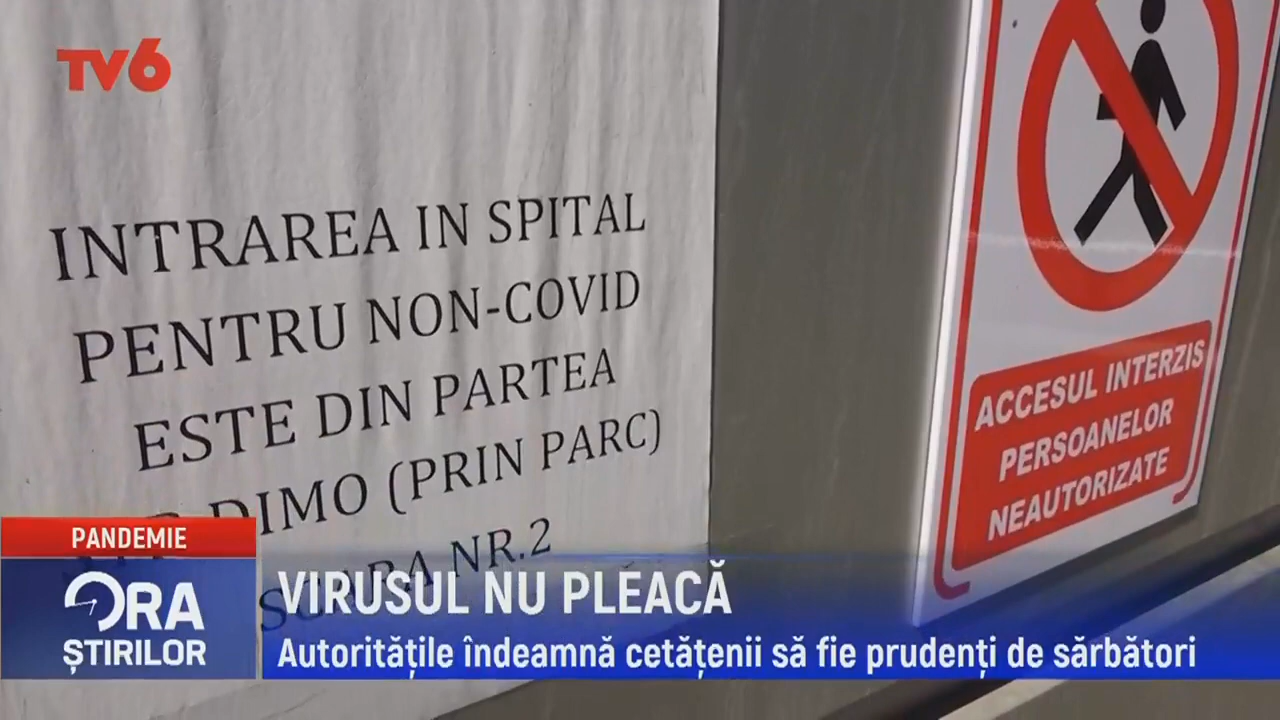 TV6
INTRAREA IN SPITAL
PENTRU NON-COVID
ESTE DIN PARTEA
DIMO (PRIN PARC)
SCARA NR.2
ACCESUL INTERZIS
PERSOANELOR
NEAUTORIZATE
PANDEMIE
ORA
ȘTIRILOR
VIRUSUL NU PLEACĂ
Autoritățile îndeamnă cetățenii să fie prudenți de sărbători